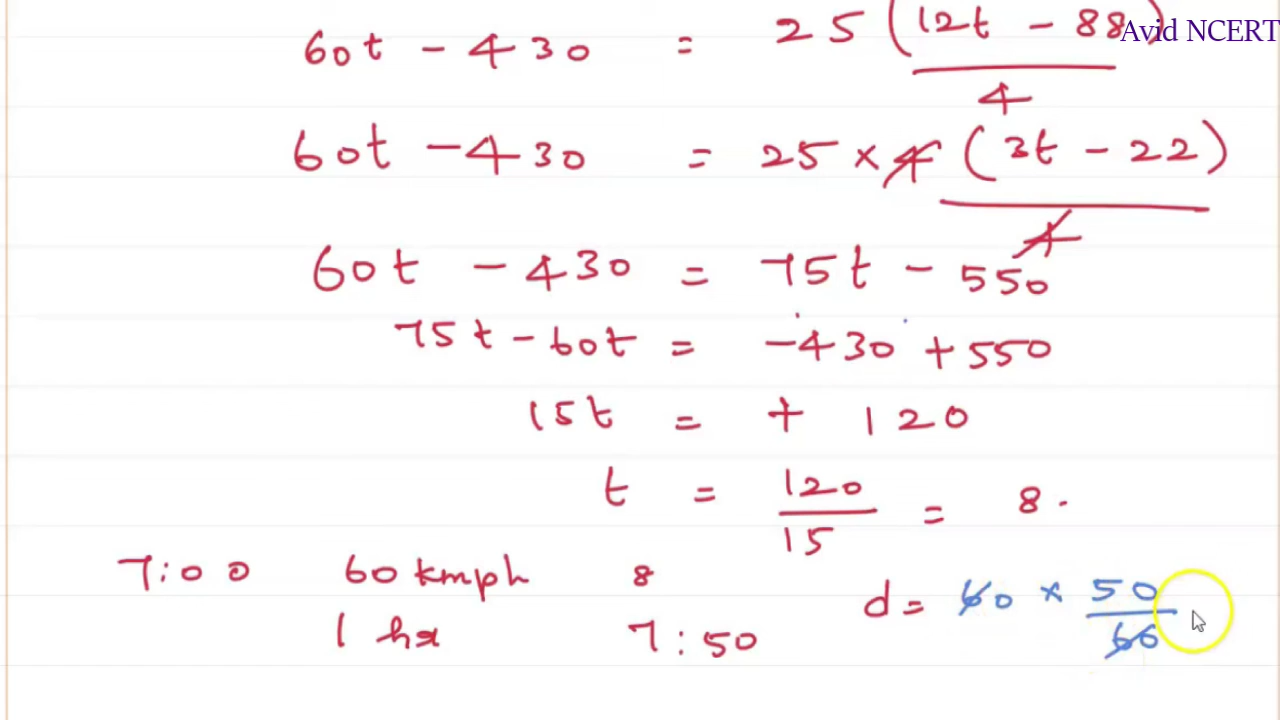 Avid NCERT
60t - 430 = 25 (12t - 88)
4
60t - 430 = 25 × 4 (3t - 22)
4
60t - 430 = 75t - 550
75t - 60t = -430 + 550
15t = + 120
t = 120/15 = 8.
7:00 60 kmph 8
1 hr 7:50
d = 60 × 50/60